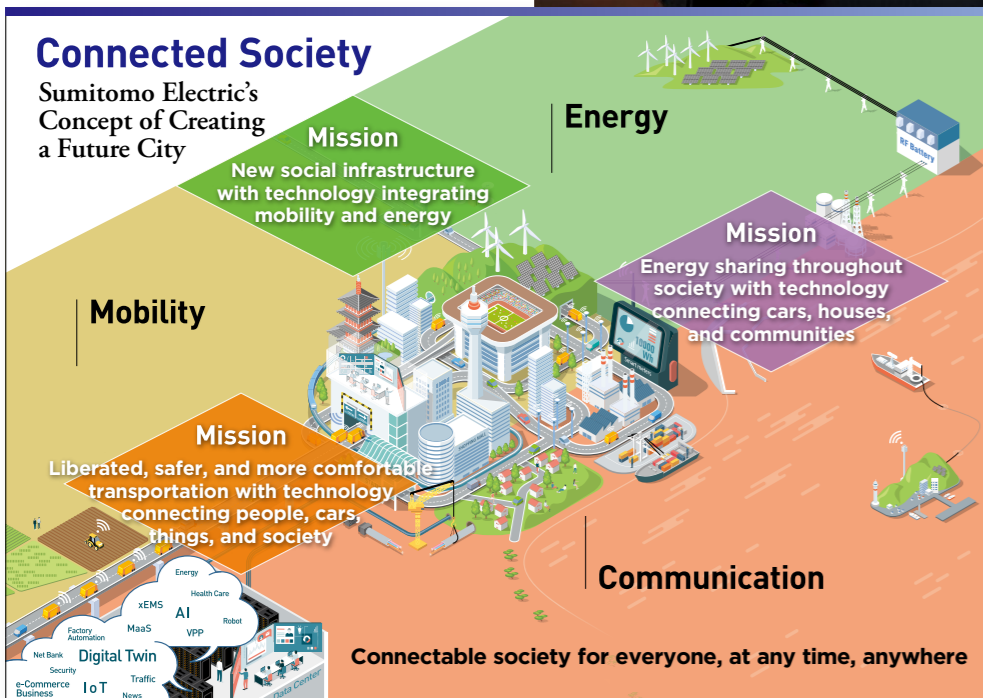 Connected Society
Sumitomo Electric's
Concept of Creating
a Future City
Mission
New social infrastructure
with technology integrating
mobility and energy
Energy
RF Battery
Mission
Energy sharing throughout
society with technology
connecting cars, houses,
and communities
Mobility
10000
Wh
Smart meters
Mission
Liberated, safer, and more comfortable
transportation with technology
connecting people, cars,
things, and society
Communication
Connectable society for everyone, at any time, anywhere
Energy
Health Care
xEMS
AI
Robot
MaaS
VPP
Factory
Automation
Net Bank
Digital Twin
Security
e-Commerce
Business
IoT
Traffic
News
Data Center